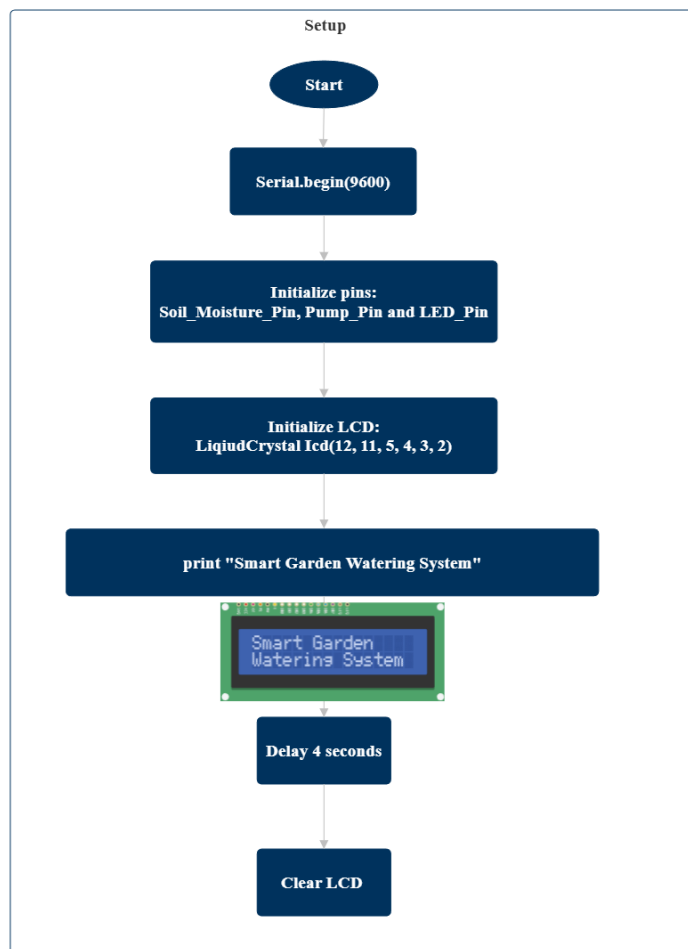 Setup
Start
Serial.begin(9600)
Initialize pins:
Soil_Moisture_Pin, Pump_Pin and LED_Pin
Initialize LCD:
LiqiudCrystal Icd(12, 11, 5, 4, 3, 2)
print "Smart Garden Watering System"
Smart Garden
Watering System
Delay 4 seconds
Clear LCD